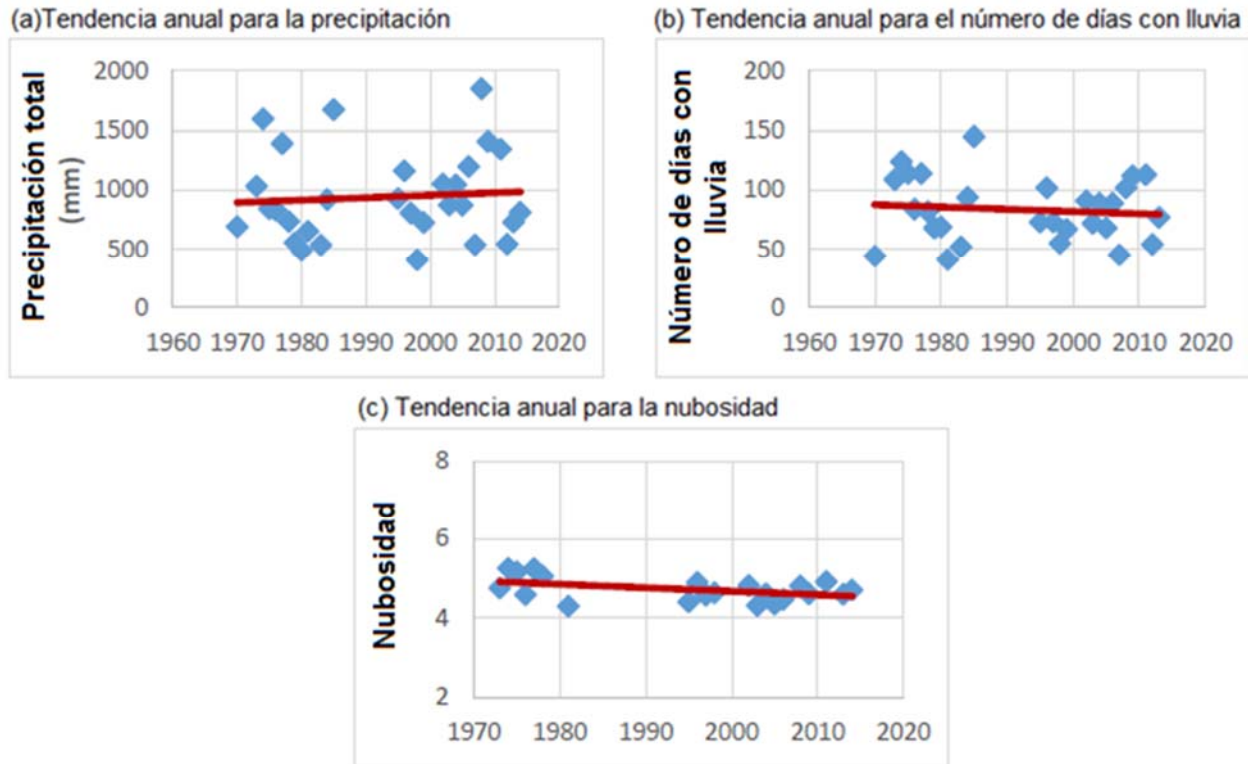 (a)Tendencia anual para la precipitación
Precipitación total
(mm)
2000
1500
1000
500
0
1960 1970 1980 1990 2000 2010 2020
(b) Tendencia anual para el número de días con lluvia
Número de días con
lluvia
200
150
100
50
0
1960 1970 1980 1990 2000 2010 2020
(c) Tendencia anual para la nubosidad
Nubosidad
8
6
4
2
1970 1980 1990 2000 2010 2020